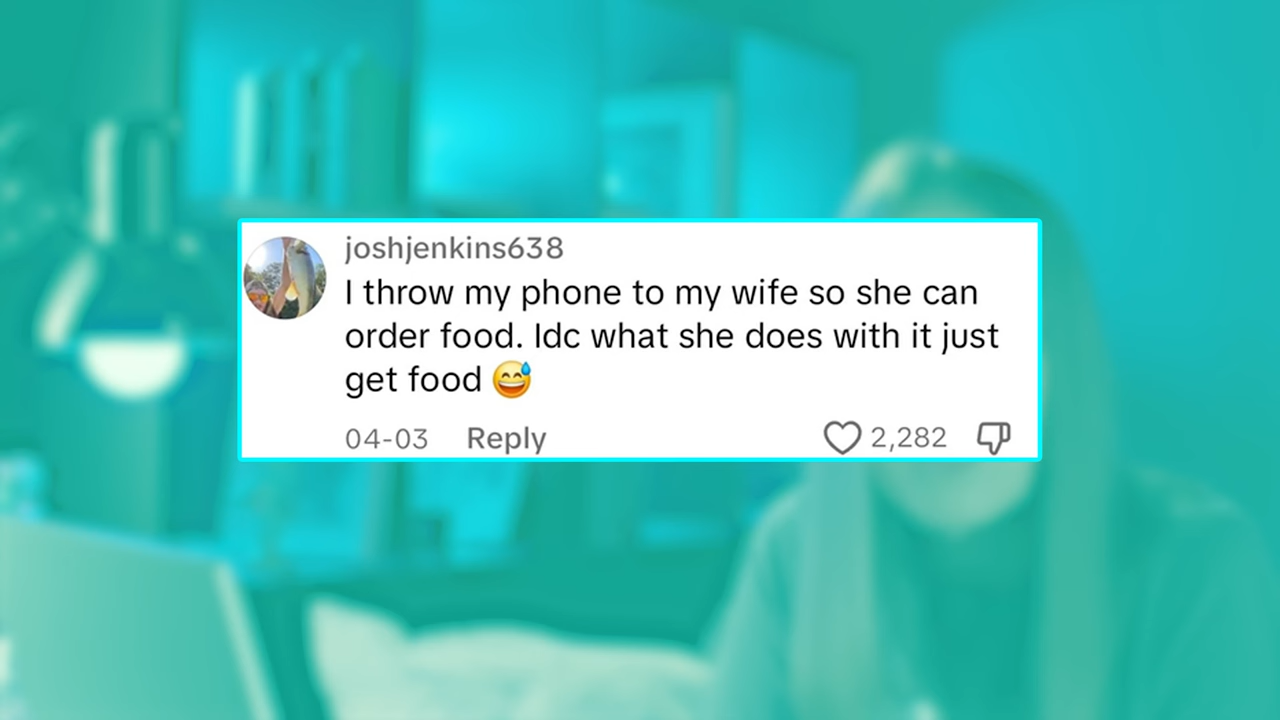 joshjenkins638
I throw my phone to my wife so she can
order food. Idc what she does with it just
get food 😅
04-03 Reply 2,282